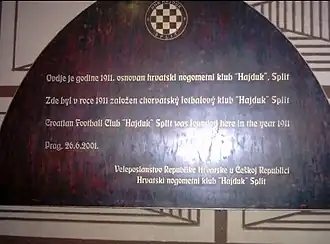 Ovdje je godine 1911. osnovan hrvatski nogometni klub "Hajduk", Split
Zde byl v roce 1911 založen chorvatský fotbalový klub "Hajduk", Split
Croatian Football Club "Hajduk" Split was founded here in the year 1911
Prag, 26.6.2001.
Veleposlanstvo Republike Hrvatske u Češkoj Republici
Hrvatski nogometni klub "Hajduk" Split